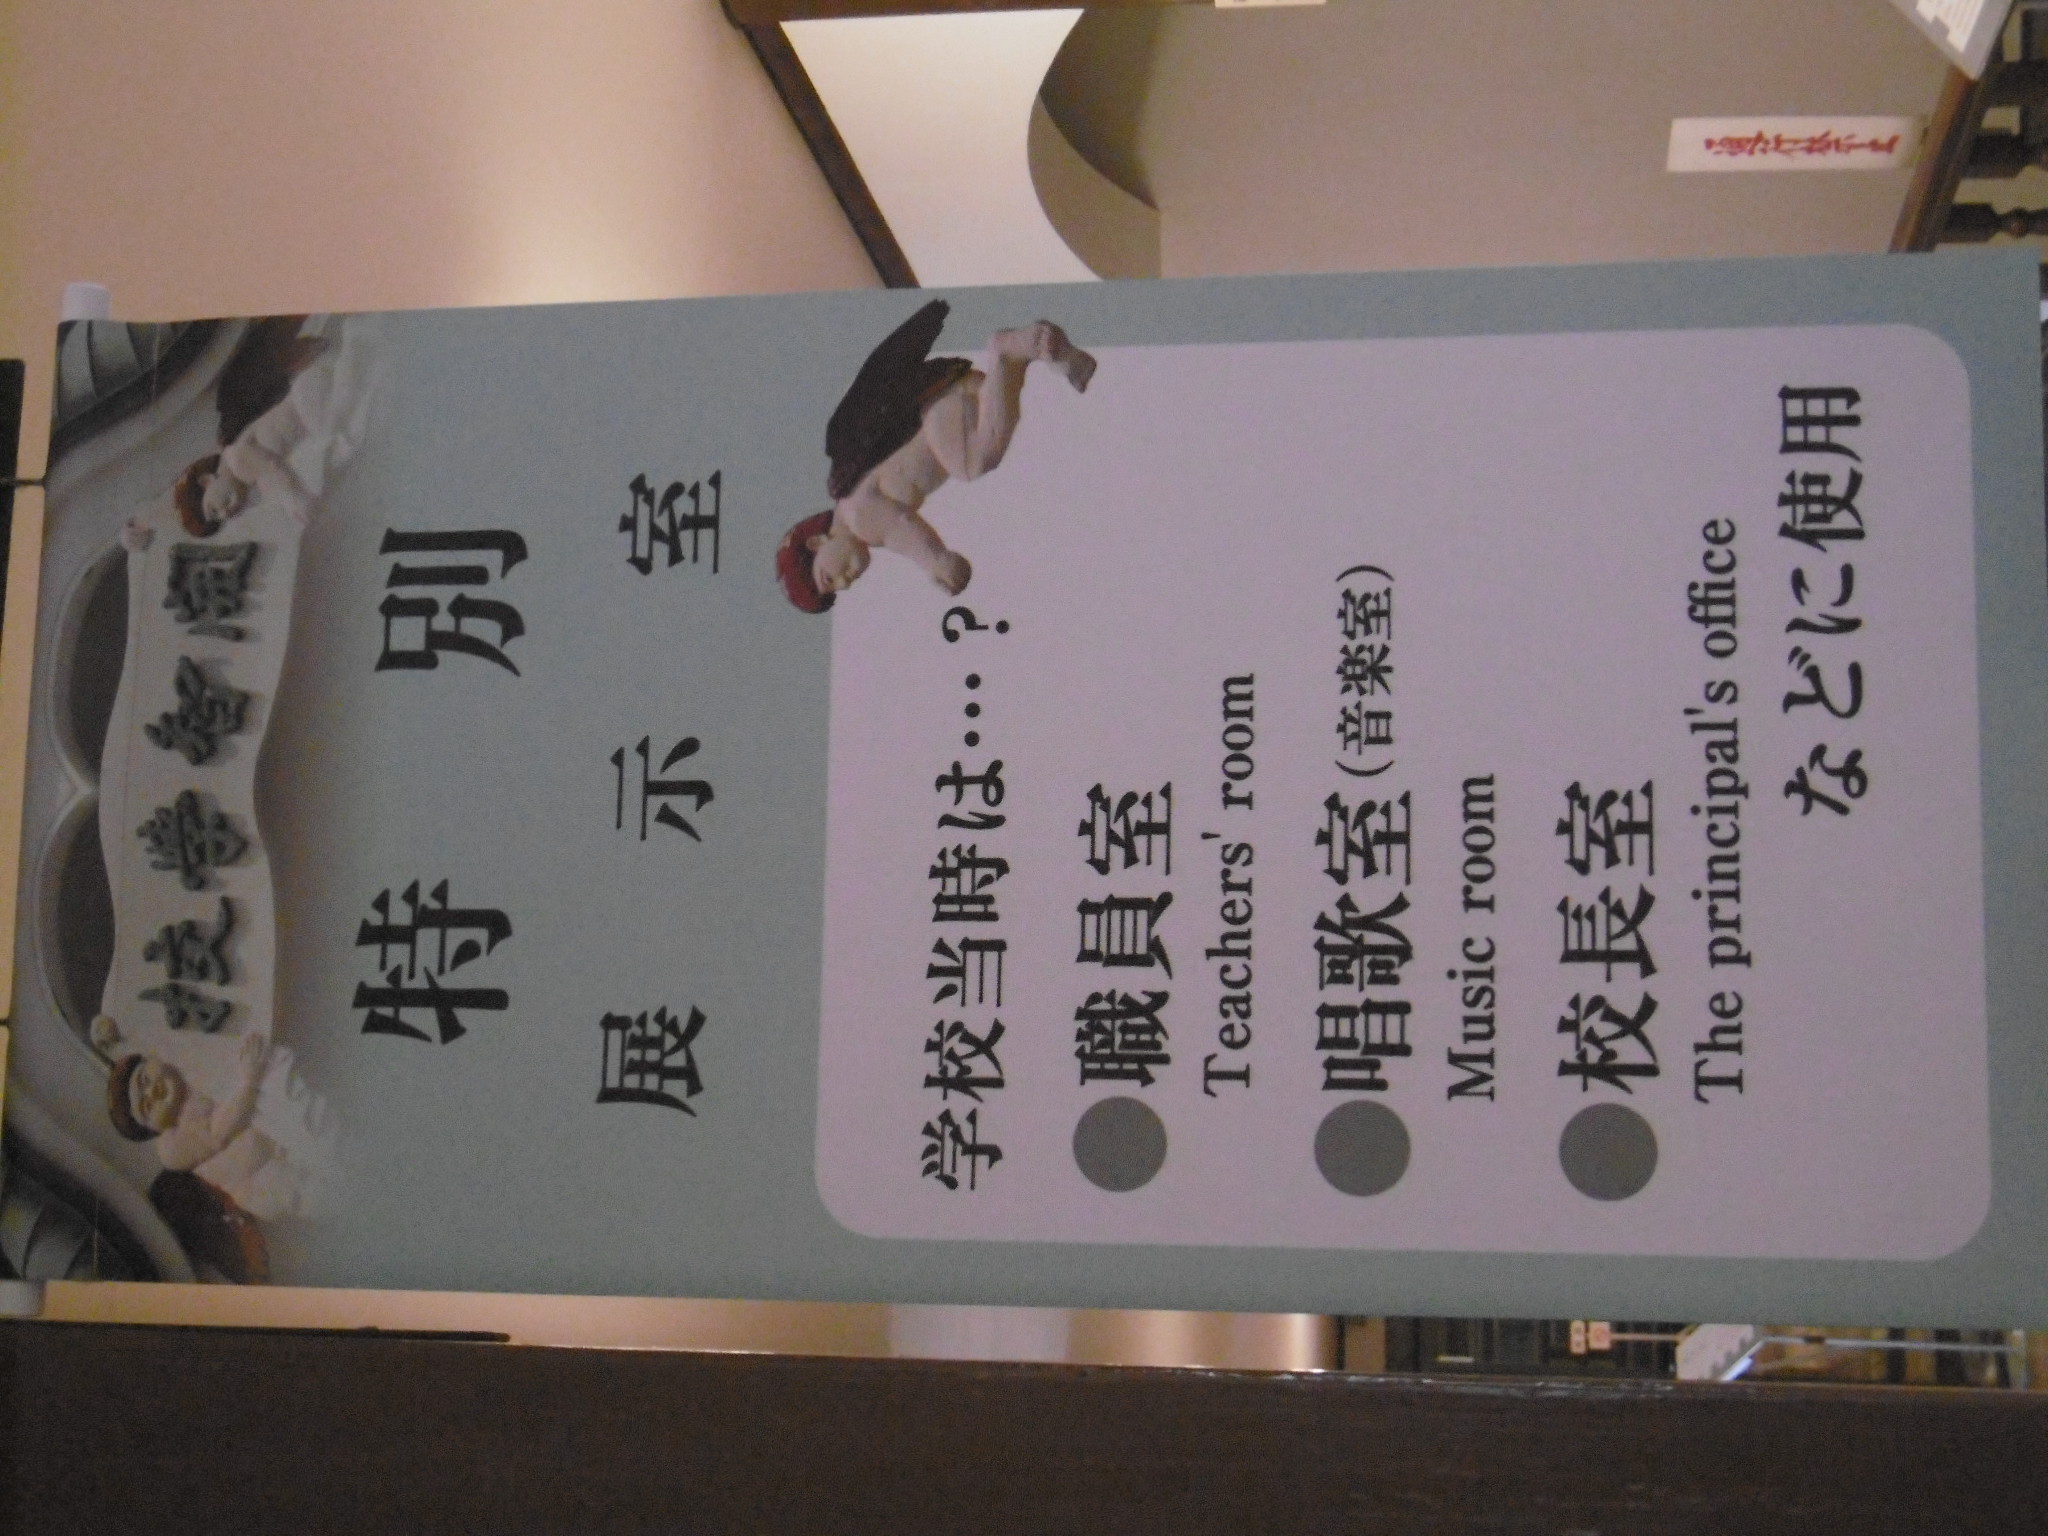 校學智開
特別
展示室
学校当時は…？
●職員室
Teachers' room
●唱歌室（音楽室）
Music room
●校長室
The principal's office
などに使用